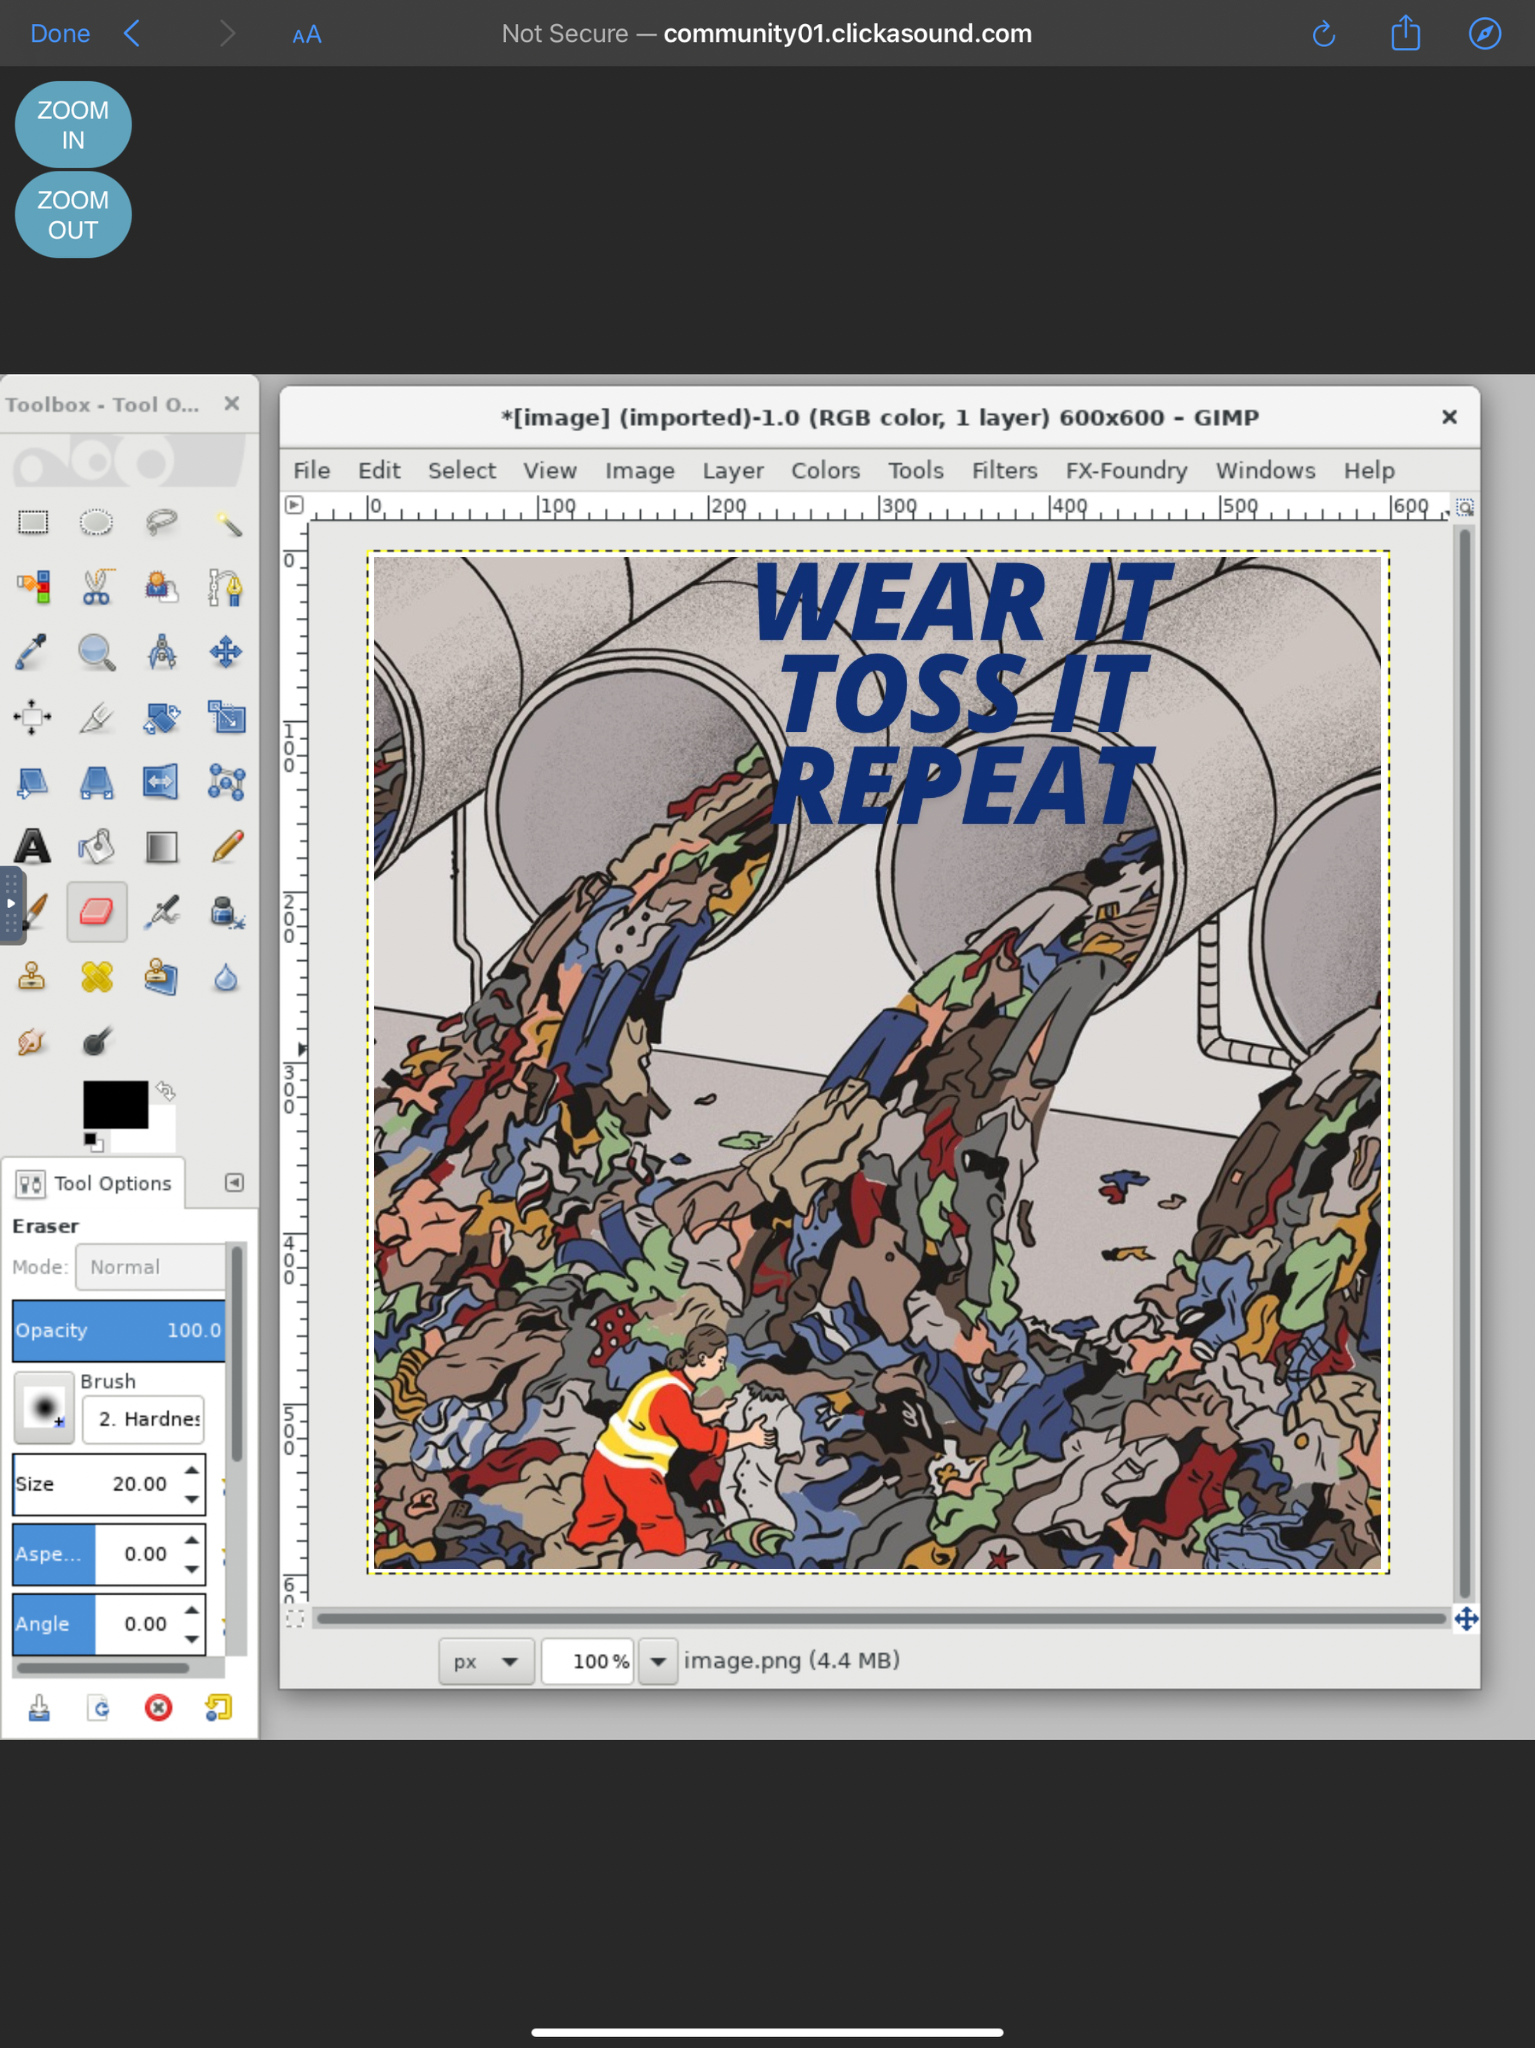 Done
AA
Not Secure — community01.clickasound.com
ZOOM
IN
ZOOM
OUT
Toolbox - Tool O...
*[image] (imported)-1.0 (RGB color, 1 layer) 600x600 – GIMP
File Edit Select View Image Layer Colors Tools Filters FX-Foundry Windows Help
0 100 200 300 400 500 600
0
100
200
300
400
500
60
WEAR IT
TOSS IT
REPEAT
Tool Options
Eraser
Mode: Normal
Opacity 100.0
Brush
2. Hardnes
Size 20.00
Aspe... 0.00
Angle 0.00
px 100 % image.png (4.4 MB)